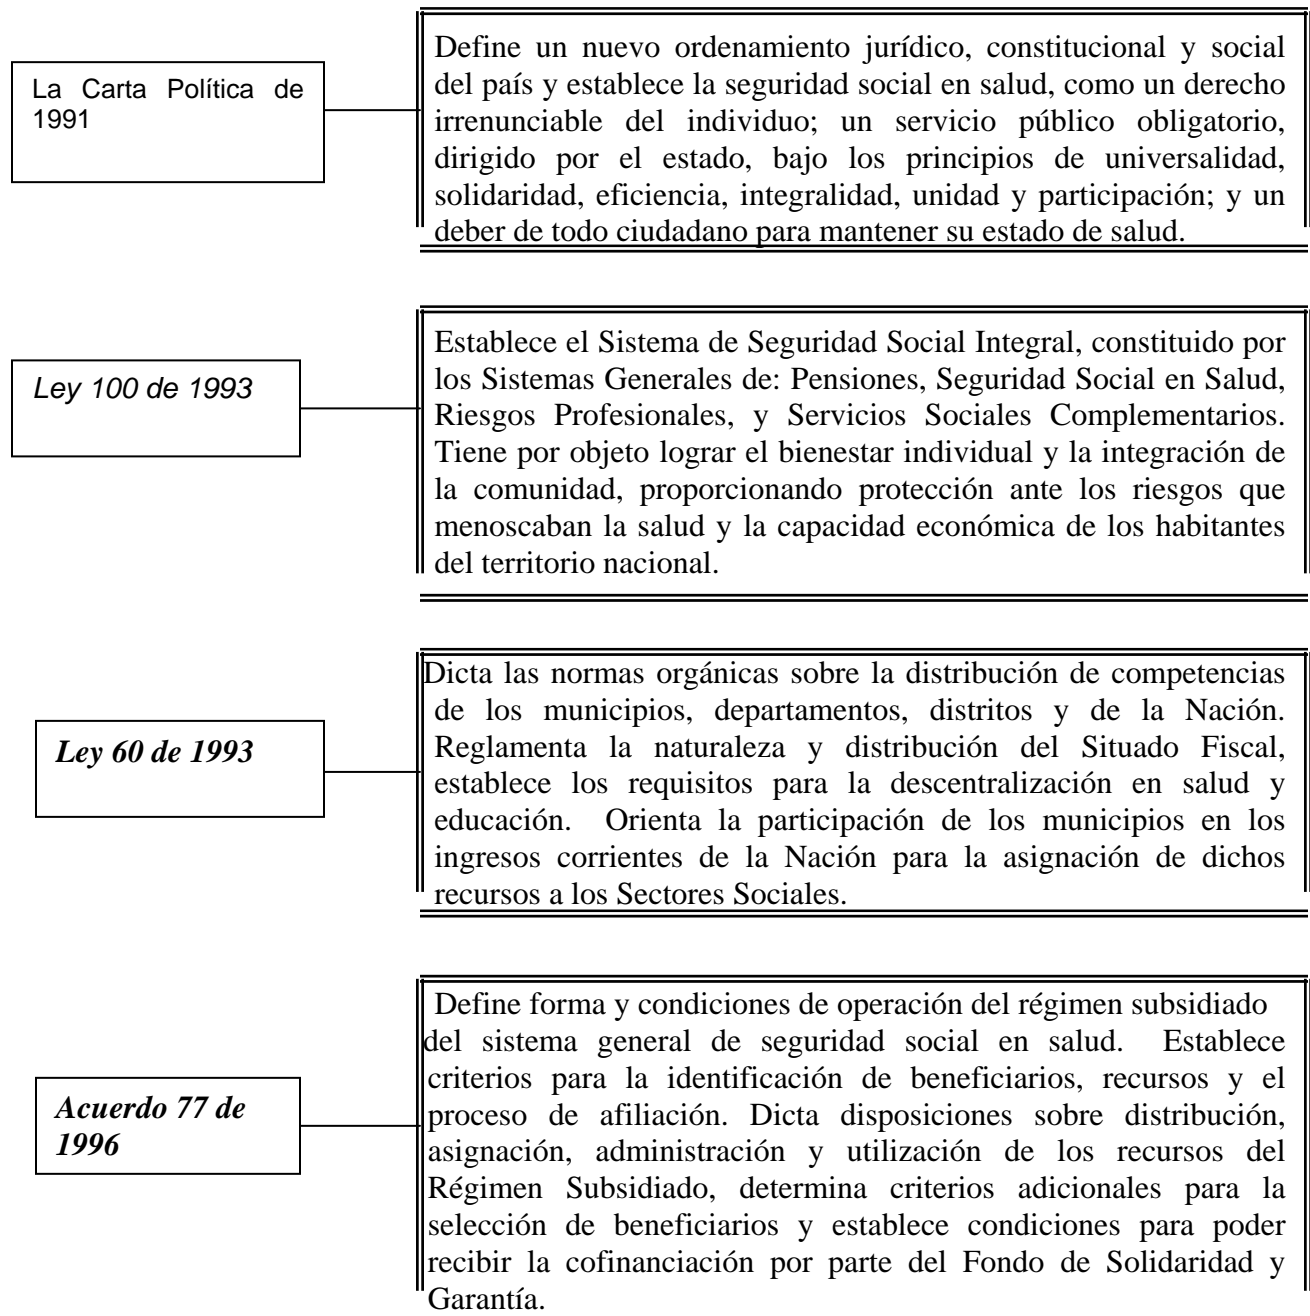 La Carta Política de
1991
Define un nuevo ordenamiento jurídico, constitucional y social
del país y establece la seguridad social en salud, como un derecho
irrenunciable del individuo; un servicio público obligatorio,
dirigido por el estado, bajo los principios de universalidad,
solidaridad, eficiencia, integralidad, unidad y participación; y un
deber de todo ciudadano para mantener su estado de salud.
Ley 100 de 1993
Establece el Sistema de Seguridad Social Integral, constituido por
los Sistemas Generales de: Pensiones, Seguridad Social en Salud,
Riesgos Profesionales, y Servicios Sociales Complementarios.
Tiene por objeto lograr el bienestar individual y la integración de
la comunidad, proporcionando protección ante los riesgos que
menoscaban la salud y la capacidad económica de los habitantes
del territorio nacional.
Ley 60 de 1993
Dicta las normas orgánicas sobre la distribución de competencias
de los municipios, departamentos, distritos y de la Nación.
Reglamenta la naturaleza y distribución del Situado Fiscal,
establece los requisitos para la descentralización en salud y
educación. Orienta la participación de los municipios en los
ingresos corrientes de la Nación para la asignación de dichos
recursos a los Sectores Sociales.
Acuerdo 77 de
1996
Define forma y condiciones de operación del régimen subsidiado
del sistema general de seguridad social en salud. Establece
criterios para la identificación de beneficiarios, recursos y el
proceso de afiliación. Dicta disposiciones sobre distribución,
asignación, administración y utilización de los recursos del
Régimen Subsidiado, determina criterios adicionales para la
selección de beneficiarios y establece condiciones para poder
recibir la cofinanciación por parte del Fondo de Solidaridad y
Garantía.